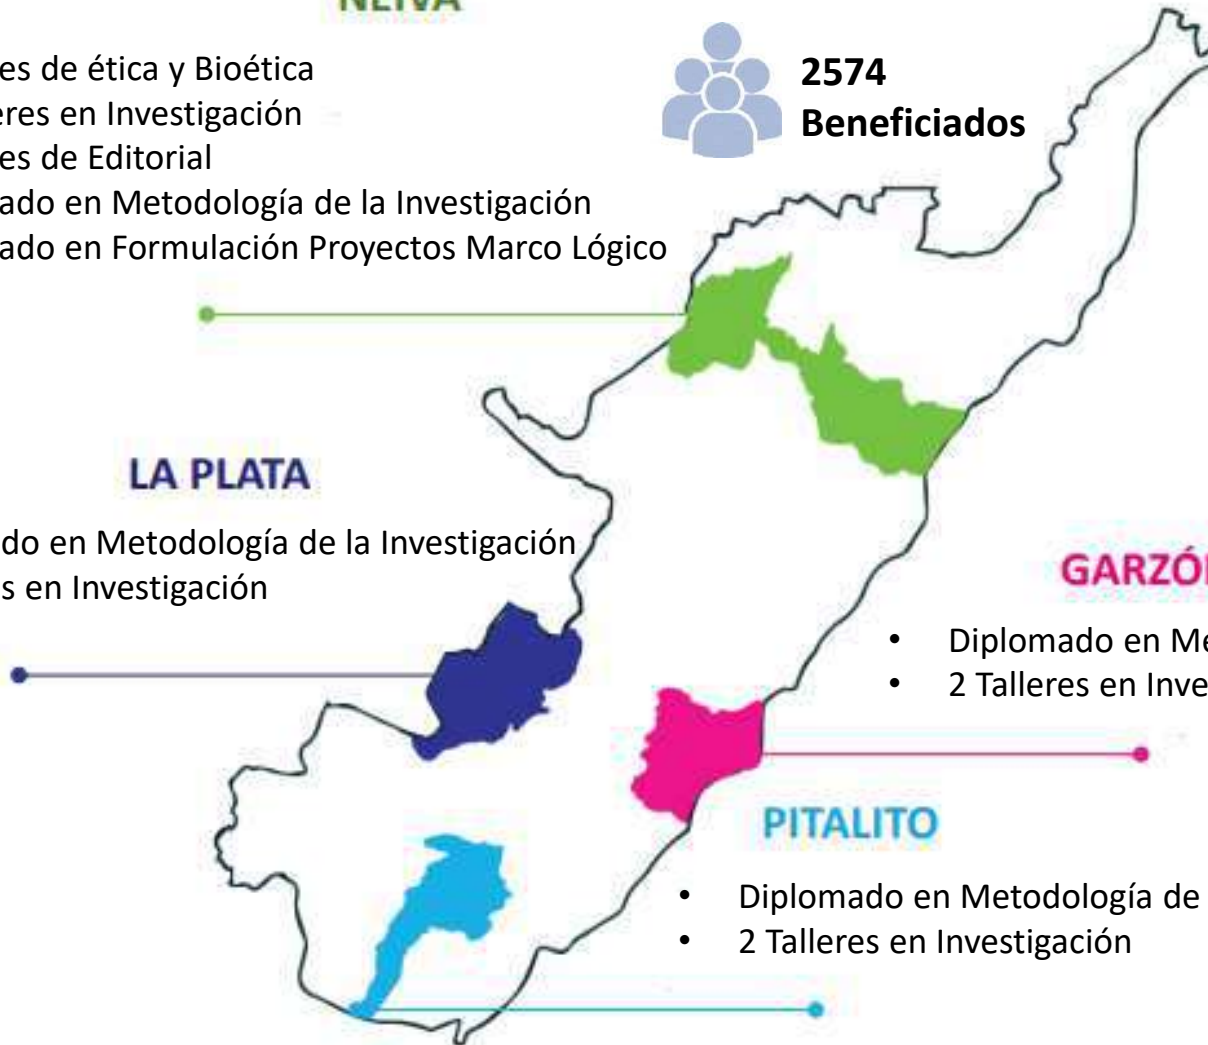 NEIVA
es de ética y Bioética
eres en Investigación
es de Editorial
ado en Metodología de la Investigación
ado en Formulación Proyectos Marco Lógico
2574
Beneficiados
LA PLATA
do en Metodología de la Investigación
s en Investigación
GARZÓ
• Diplomado en Me
• 2 Talleres en Inve
PITALITO
• Diplomado en Metodología de
• 2 Talleres en Investigación